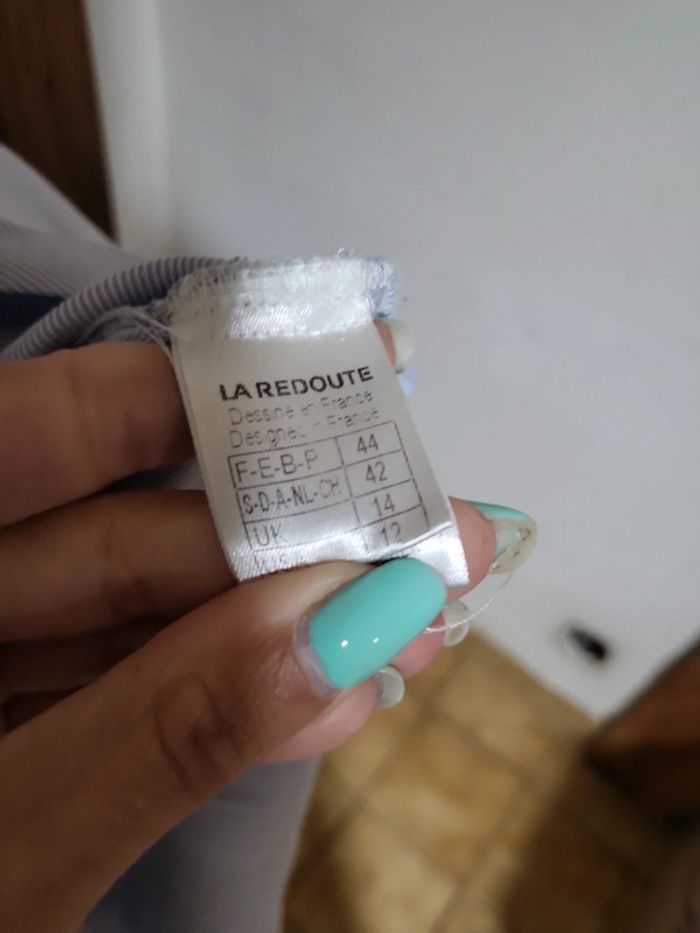 LA REDOUTE
Dessiné en France
Designed in France
F-E-B-P 44
S-D-A-NL-CH 42
UK 14
12